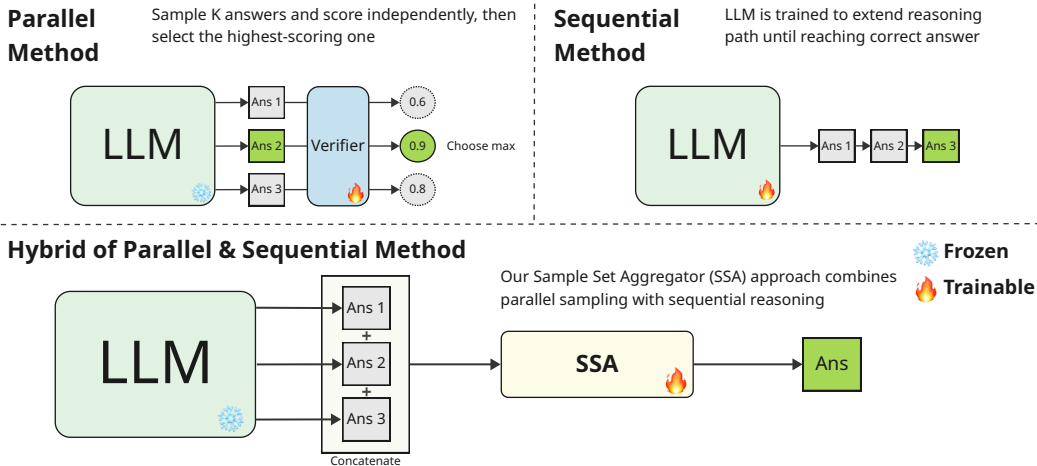 Parallel
Method
Sample K answers and score independently, then
select the highest-scoring one
LLM
Ans 1
Ans 2
Ans 3
Verifier
0.6
0.9
0.8
Choose max
Sequential
Method
LLM is trained to extend reasoning
path until reaching correct answer
LLM
Ans 1
Ans 2
Ans 3
Hybrid of Parallel & Sequential Method
Frozen
Trainable
Our Sample Set Aggregator (SSA) approach combines
parallel sampling with sequential reasoning
LLM
Ans 1
+
Ans 2
+
Ans 3
Concatenate
SSA
Ans